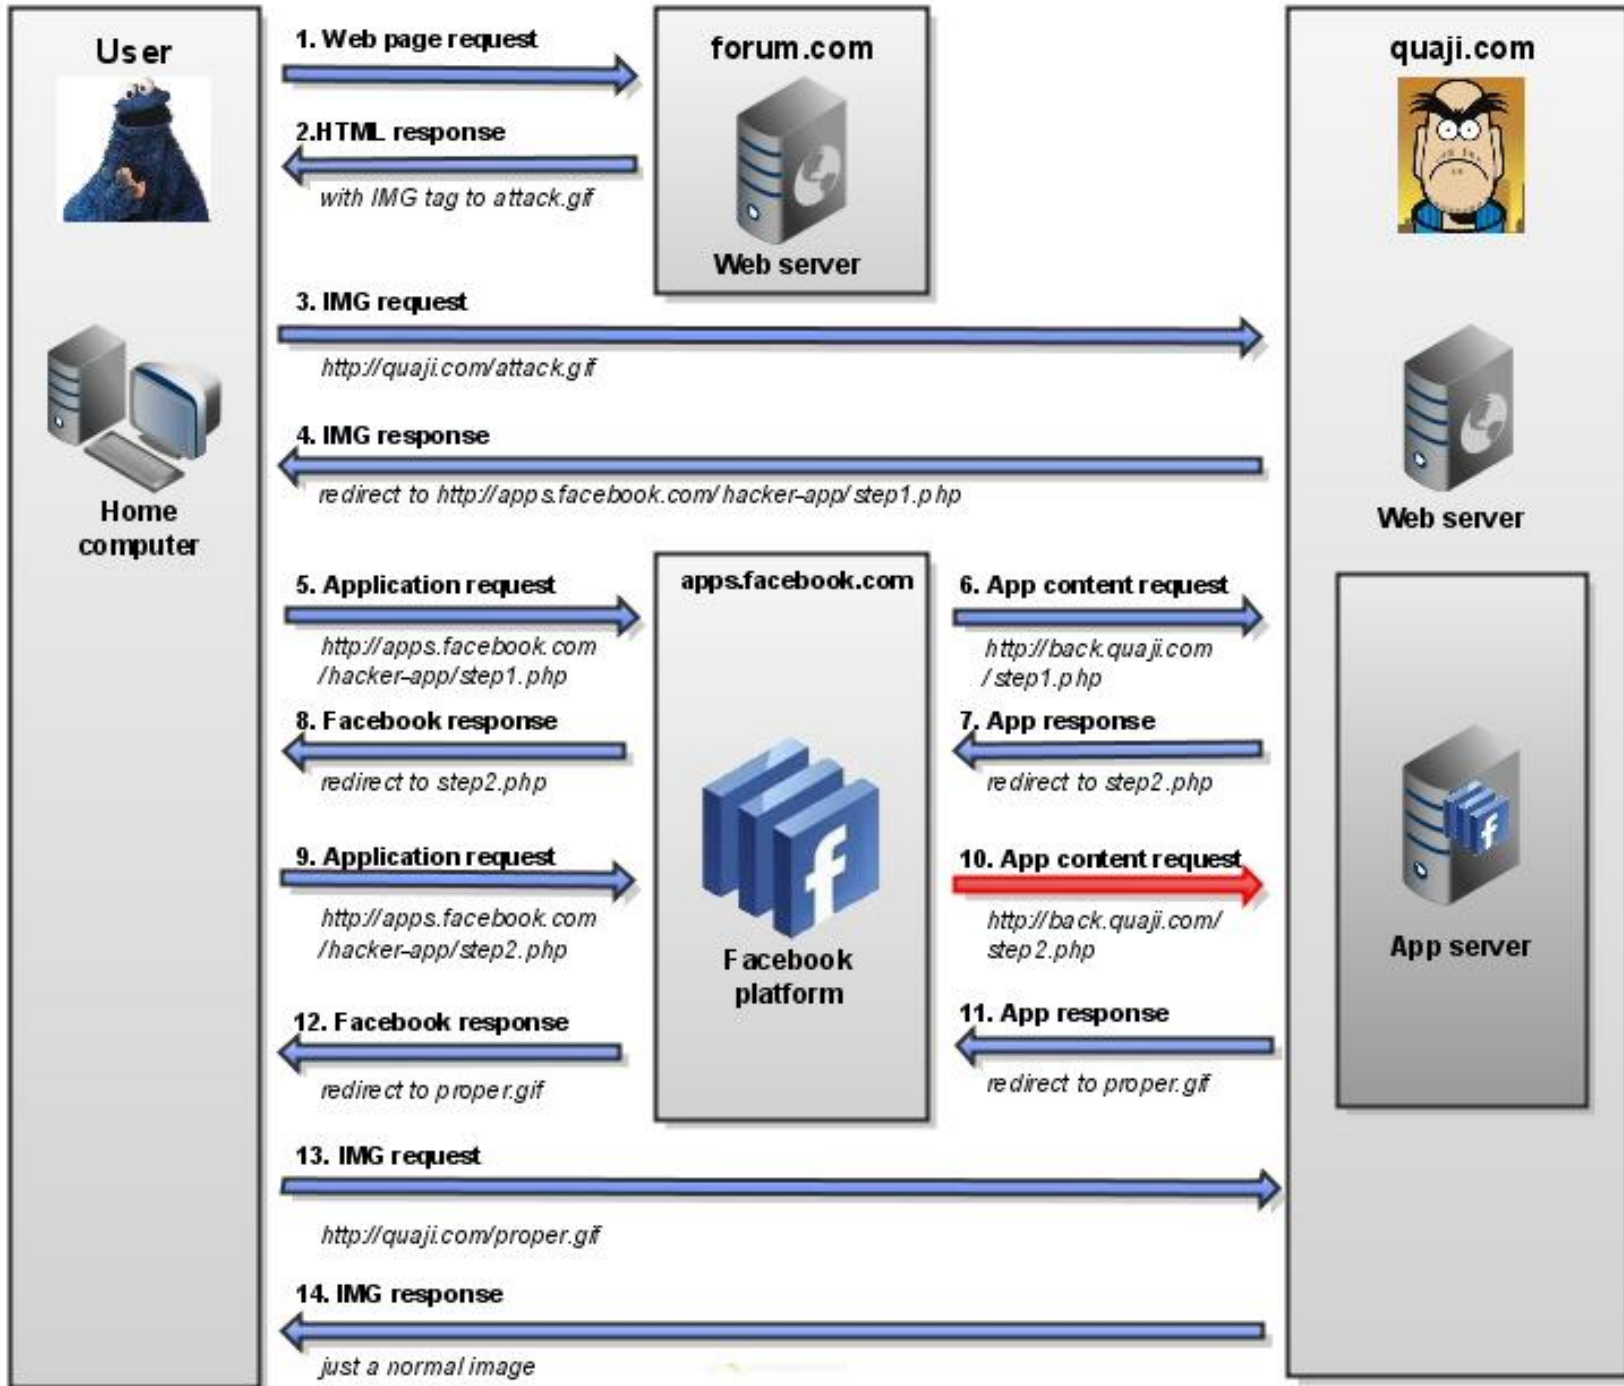 User
Home
computer
1. Web page request
2.HTML response
with IMG tag to attack.gif
forum.com
Web server
quaji.com
Web server
3. IMG request
http://quaji.com/attack.gif
4. IMG response
redirect to http://apps.facebook.com/hacker-app/step1.php
5. Application request
http://apps.facebook.com
/hacker-app/step1.php
apps.facebook.com
Facebook
platform
6. App content request
http://back.quaji.com
/step1.php
App server
8. Facebook response
redirect to step2.php
7. App response
redirect to step2.php
9. Application request
http://apps.facebook.com
/hacker-app/step2.php
10. App content request
http://back.quaji.com/
step2.php
12. Facebook response
redirect to proper.gif
11. App response
redirect to proper.gif
13. IMG request
http://quaji.com/proper.gif
14. IMG response
just a normal image